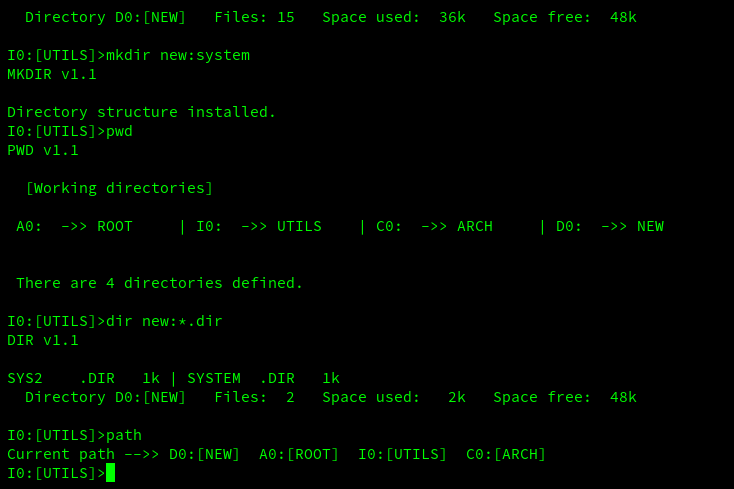 Directory D0:[NEW]   Files: 15   Space used:  36k   Space free:  48k
I0:[UTILS]>mkdir new:system
MKDIR v1.1
Directory structure installed.
I0:[UTILS]>pwd
PWD v1.1
  [Working directories]
 A0:  ->> ROOT     | I0:  ->> UTILS    | C0:  ->> ARCH     | D0:  ->> NEW
 There are 4 directories defined.
I0:[UTILS]>dir new:*.dir
DIR v1.1
SYS2    .DIR   1k | SYSTEM  .DIR   1k
  Directory D0:[NEW]   Files:  2   Space used:   2k   Space free:  48k
I0:[UTILS]>path
Current path -->> D0:[NEW]  A0:[ROOT]  I0:[UTILS]  C0:[ARCH]
I0:[UTILS]>